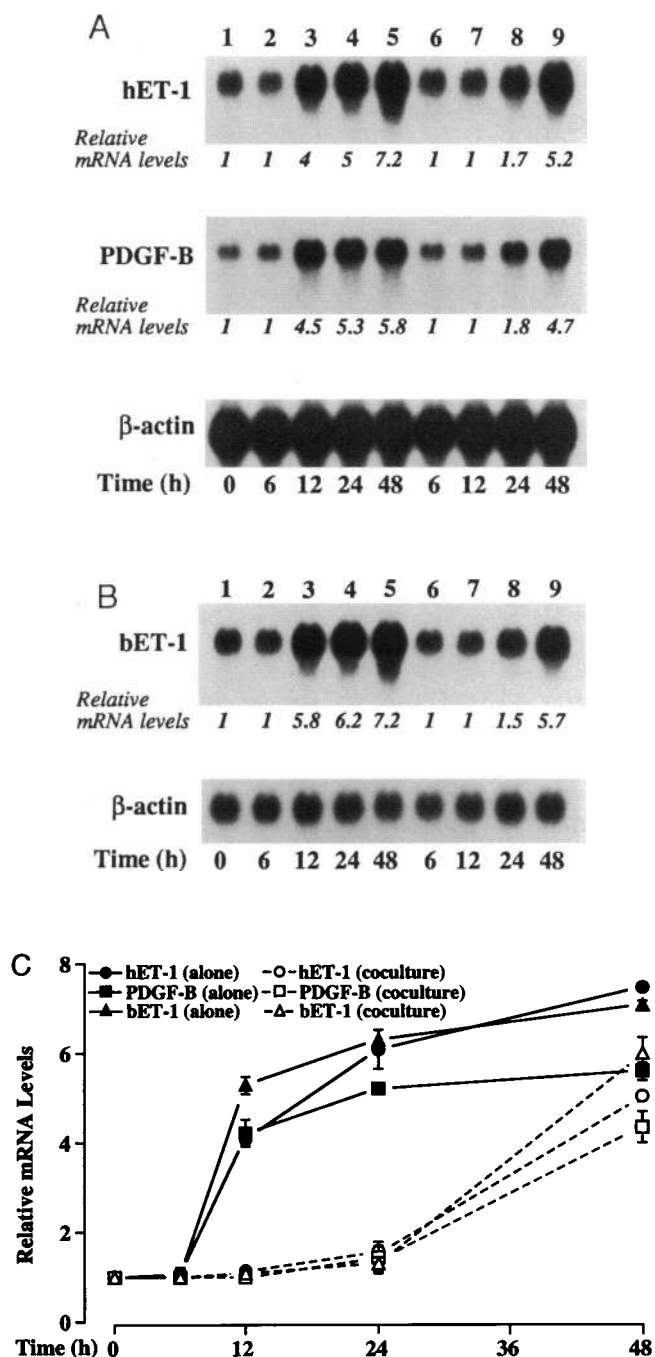 A
1 2 3 4 5 6 7 8 9
hET-1
Relative
mRNA levels 1 1 4 5 7.2 1 1 1.7 5.2
PDGF-B
Relative
mRNA levels 1 1 4.5 5.3 5.8 1 1 1.8 4.7
β-actin
Time (h) 0 6 12 24 48 6 12 24 48
B
1 2 3 4 5 6 7 8 9
bET-1
Relative
mRNA levels 1 1 5.8 6.2 7.2 1 1 1.5 5.7
β-actin
Time (h) 0 6 12 24 48 6 12 24 48
C
hET-1 (alone) hET-1 (coculture)
PDGF-B (alone) PDGF-B (coculture)
bET-1 (alone) bET-1 (coculture)
Relative mRNA Levels
8
6
4
2
0
Time (h) 0 12 24 36 48